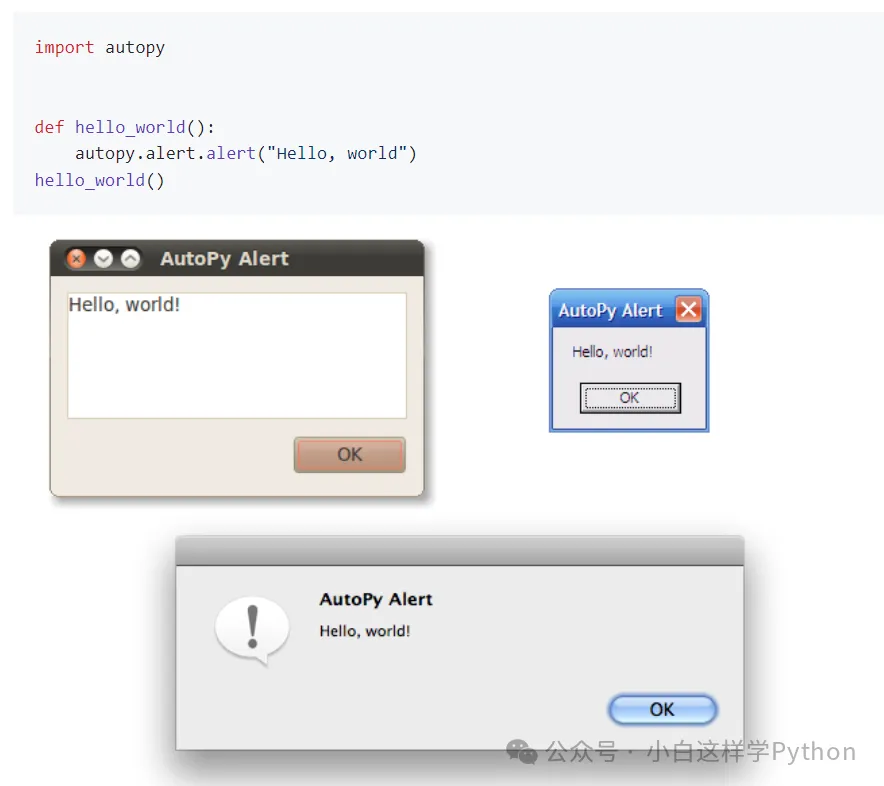 import autopy
def hello_world():
    autopy.alert.alert("Hello, world")
hello_world()
AutoPy Alert
Hello, world!
OK
AutoPy Alert
Hello, world!
OK
AutoPy Alert
Hello, world!
OK
公众号 · 小白这样学Python